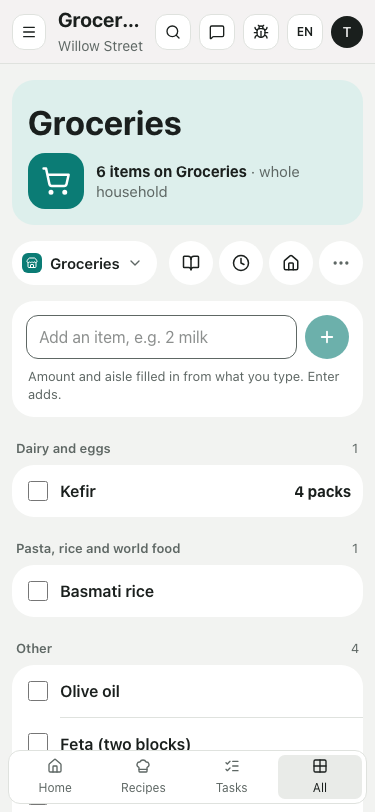 Grocer...
Willow Street
EN
T
Groceries
6 items on Groceries · whole
household
Groceries
Add an item, e.g. 2 milk
Amount and aisle filled in from what you type. Enter
adds.
Dairy and eggs 1
Kefir 4 packs
Pasta, rice and world food 1
Basmati rice
Other 4
Olive oil
Feta (two blocks)
Home Recipes Tasks All